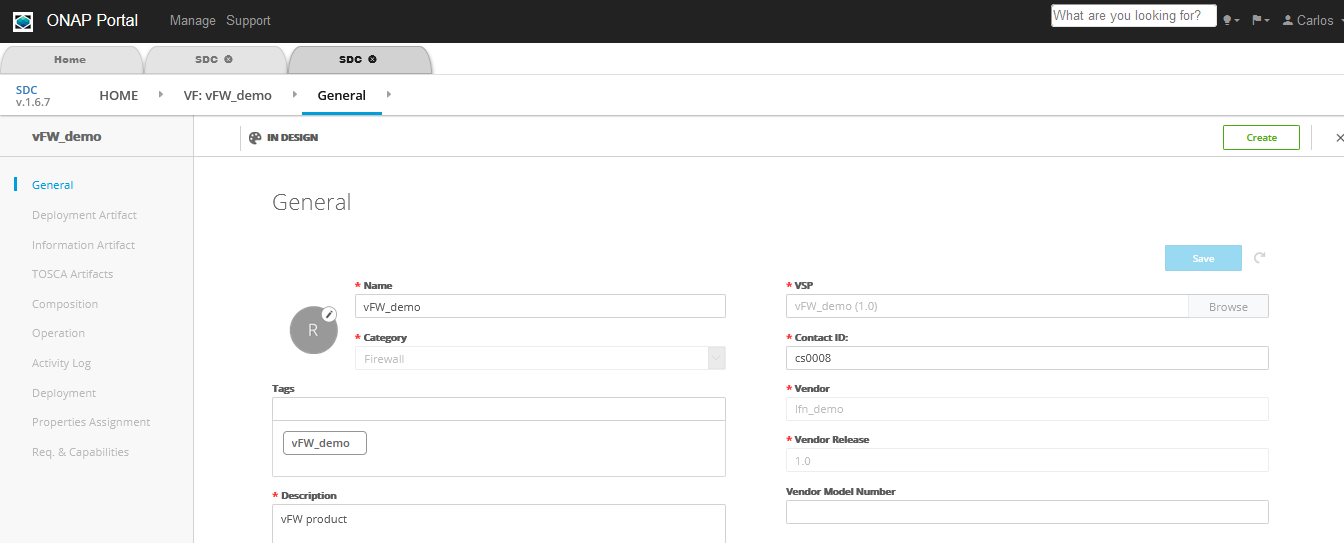 ONAP Portal Manage Support What are you looking for? Carlos
Home SDC SDC
SDC
v.1.6.7
HOME VF: vFW_demo General
vFW_demo
IN DESIGN Create
General
Deployment Artifact
Information Artifact
TOSCA Artifacts
Composition
Operation
Activity Log
Deployment
Properties Assignment
Req. & Capabilities
General
Save
* Name
vFW_demo
R
* Category
Firewall
Tags
vFW_demo
* Description
vFW product
* VSP
vFW_demo (1.0) Browse
* Contact ID:
cs0008
* Vendor
lfn_demo
* Vendor Release
1.0
Vendor Model Number